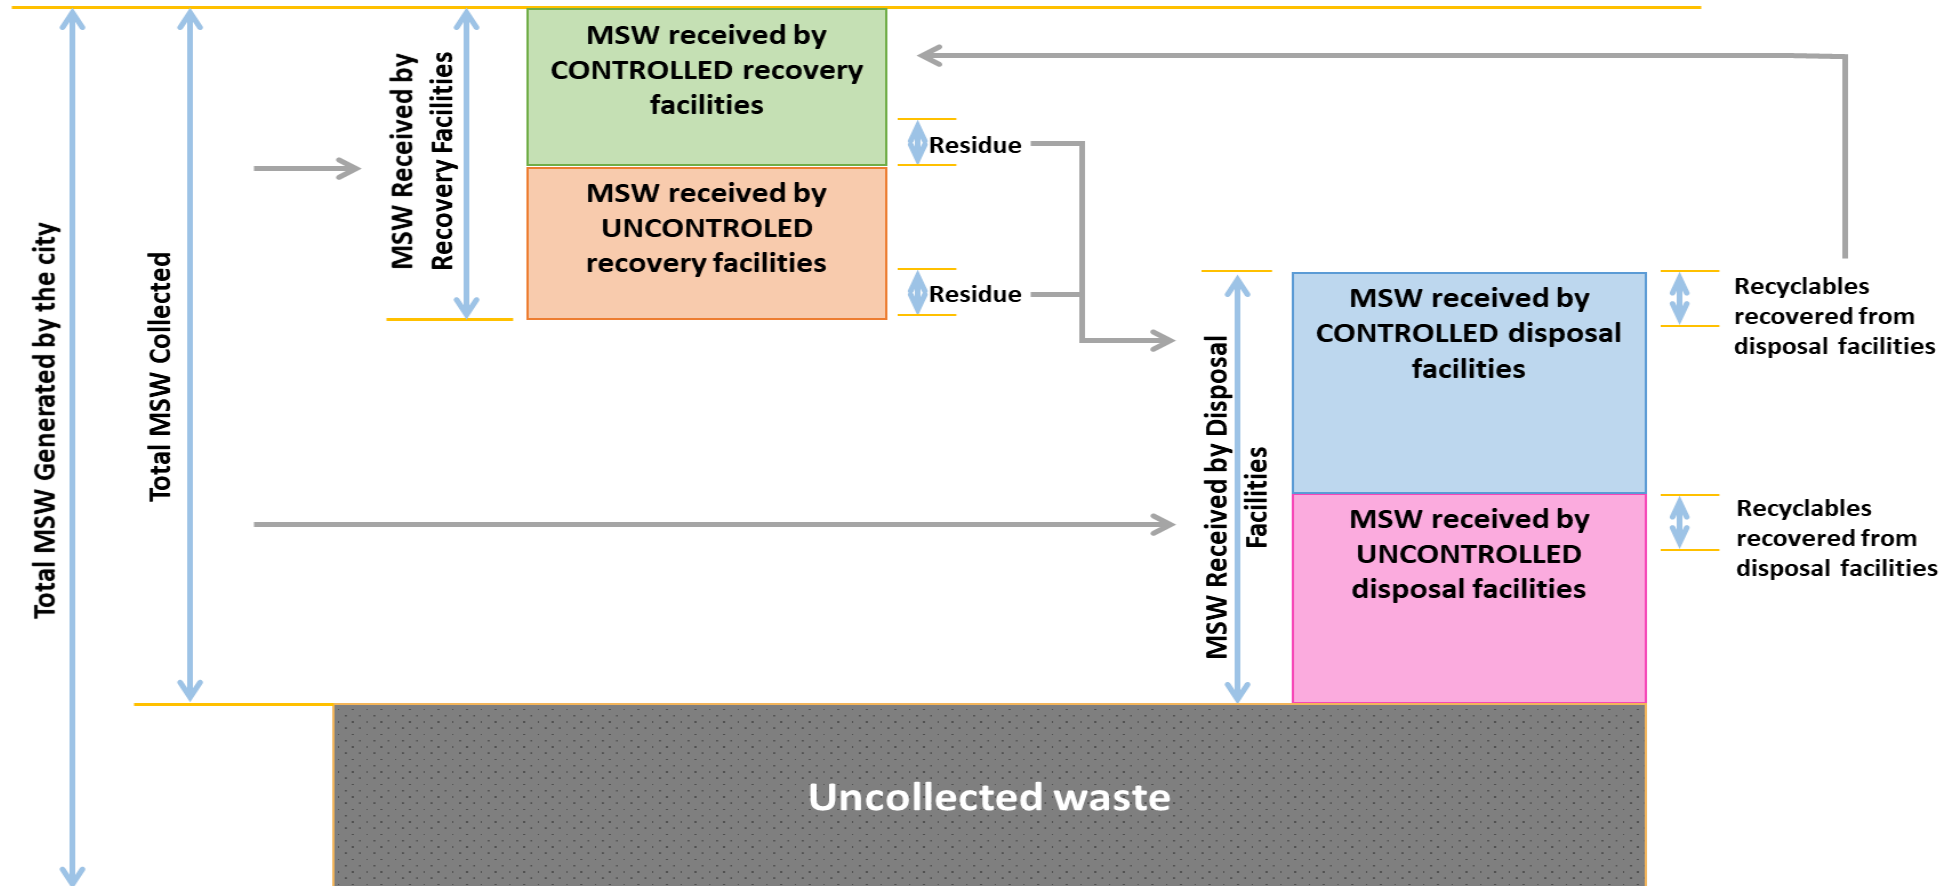 Total MSW Generated by the city
Total MSW Collected
MSW Received by
Recovery Facilities
MSW received by
CONTROLLED recovery
facilities
Residue
MSW received by
UNCONTROLED
recovery facilities
Residue
MSW Received by Disposal
Facilities
MSW received by
CONTROLLED disposal
facilities
Recyclables
recovered from
disposal facilities
MSW received by
UNCONTROLLED
disposal facilities
Recyclables
recovered from
disposal facilities
Uncollected waste